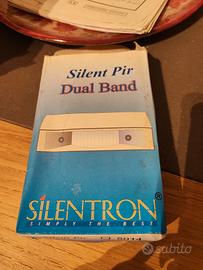 Silent Pir
Dual Band
SILENTRON®
SIMPLY THE BEST
subito